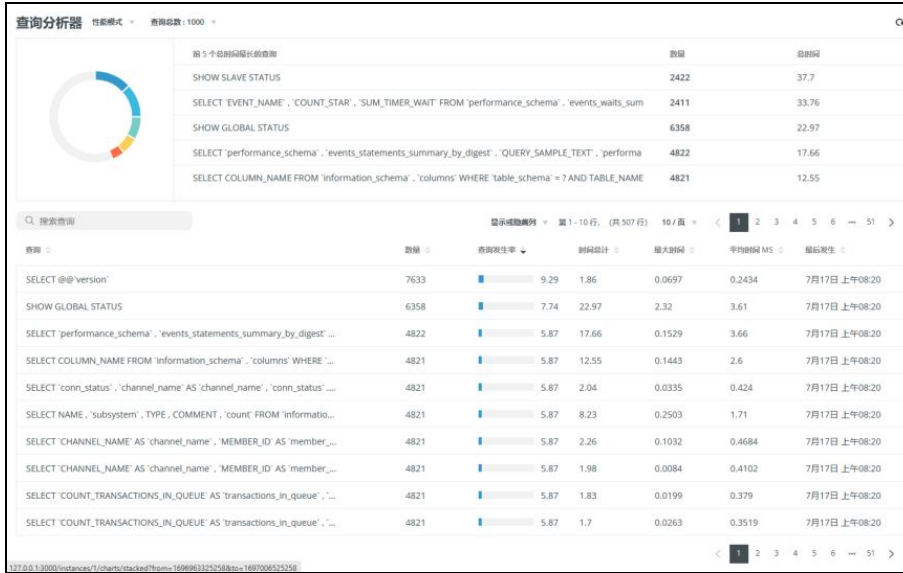 查询分析器 性能模式 查询总数 : 1000
前 5 个总时间最长的查询 数量 总时间
SHOW SLAVE STATUS 2422 37.7
SELECT `EVENT_NAME` , `COUNT_STAR` , `SUM_TIMER_WAIT` FROM `performance_schema` . `events_waits_sum 2411 33.76
SHOW GLOBAL STATUS 6358 22.97
SELECT `performance_schema` . `events_statements_summary_by_digest` . `QUERY_SAMPLE_TEXT` , `performa 4822 17.66
SELECT COLUMN_NAME FROM `information_schema` . `columns` WHERE `table_schema` = ? AND TABLE_NAME 4821 12.55
搜索查询 显示或隐藏列 第 1 - 10 行, (共 507 行) 10 / 页 < 1 2 3 4 5 6 ••• 51 >
查询 数量 查询发生率 时间总计 最大时间 平均时间 MS 最后发生
SELECT @@`version` 7633 9.29 1.86 0.0697 0.2434 7月17日 上午08:20
SHOW GLOBAL STATUS 6358 7.74 22.97 2.32 3.61 7月17日 上午08:20
SELECT `performance_schema` . `events_statements_summary_by_digest` ... 4822 5.87 17.66 0.1529 3.66 7月17日 上午08:20
SELECT COLUMN_NAME FROM `information_schema` . `columns` WHERE `... 4821 5.87 12.55 0.1443 2.6 7月17日 上午08:20
SELECT `conn_status` . `channel_name` AS `channel_name` , `conn_status` .... 4821 5.87 2.04 0.0335 0.424 7月17日 上午08:20
SELECT NAME , `subsystem` , TYPE , COMMENT , `count` FROM `informatio... 4821 5.87 8.23 0.2503 1.71 7月17日 上午08:20
SELECT `CHANNEL_NAME` AS `channel_name` , `MEMBER_ID` AS `member_... 4821 5.87 2.26 0.1032 0.4684 7月17日 上午08:20
SELECT `CHANNEL_NAME` AS `channel_name` , `MEMBER_ID` AS `member_... 4821 5.87 1.98 0.0084 0.4102 7月17日 上午08:20
SELECT `COUNT_TRANSACTIONS_IN_QUEUE` AS `transactions_in_queue` , `... 4821 5.87 1.83 0.0199 0.379 7月17日 上午08:20
SELECT `COUNT_TRANSACTIONS_IN_QUEUE` AS `transactions_in_queue` , `... 4821 5.87 1.7 0.0263 0.3519 7月17日 上午08:20
< 1 2 3 4 5 6 ••• 51 >
127.0.0.1:3000/instances/1/charts/stacked?from=1696963325258&to=1697006525258